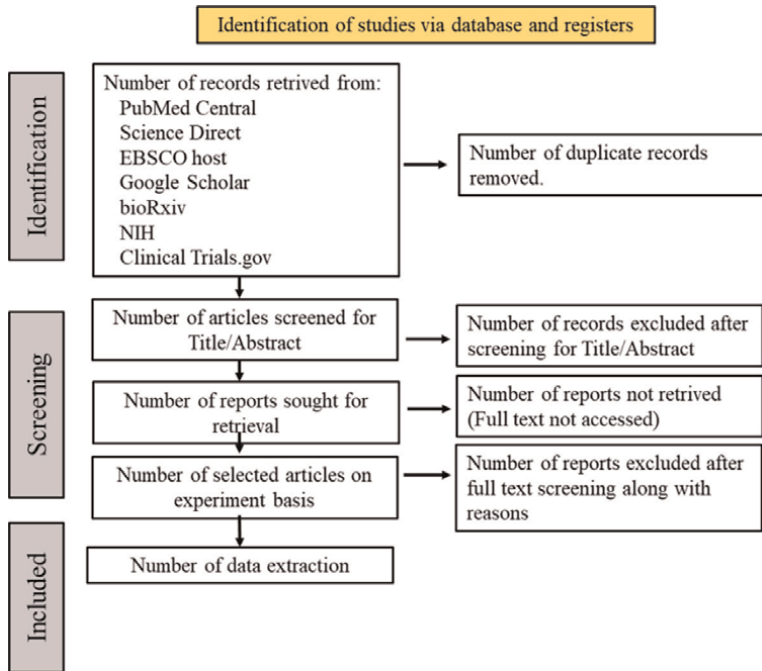 Identification of studies via database and registers
Identification
Number of records retrived from:
PubMed Central
Science Direct
EBSCO host
Google Scholar
bioRxiv
NIH
Clinical Trials.gov
Number of duplicate records
removed.
Screening
Number of articles screened for
Title/Abstract
Number of records excluded after
screening for Title/Abstract
Number of reports sought for
retrieval
Number of reports not retrived
(Full text not accessed)
Number of selected articles on
experiment basis
Number of reports excluded after
full text screening along with
reasons
Included
Number of data extraction